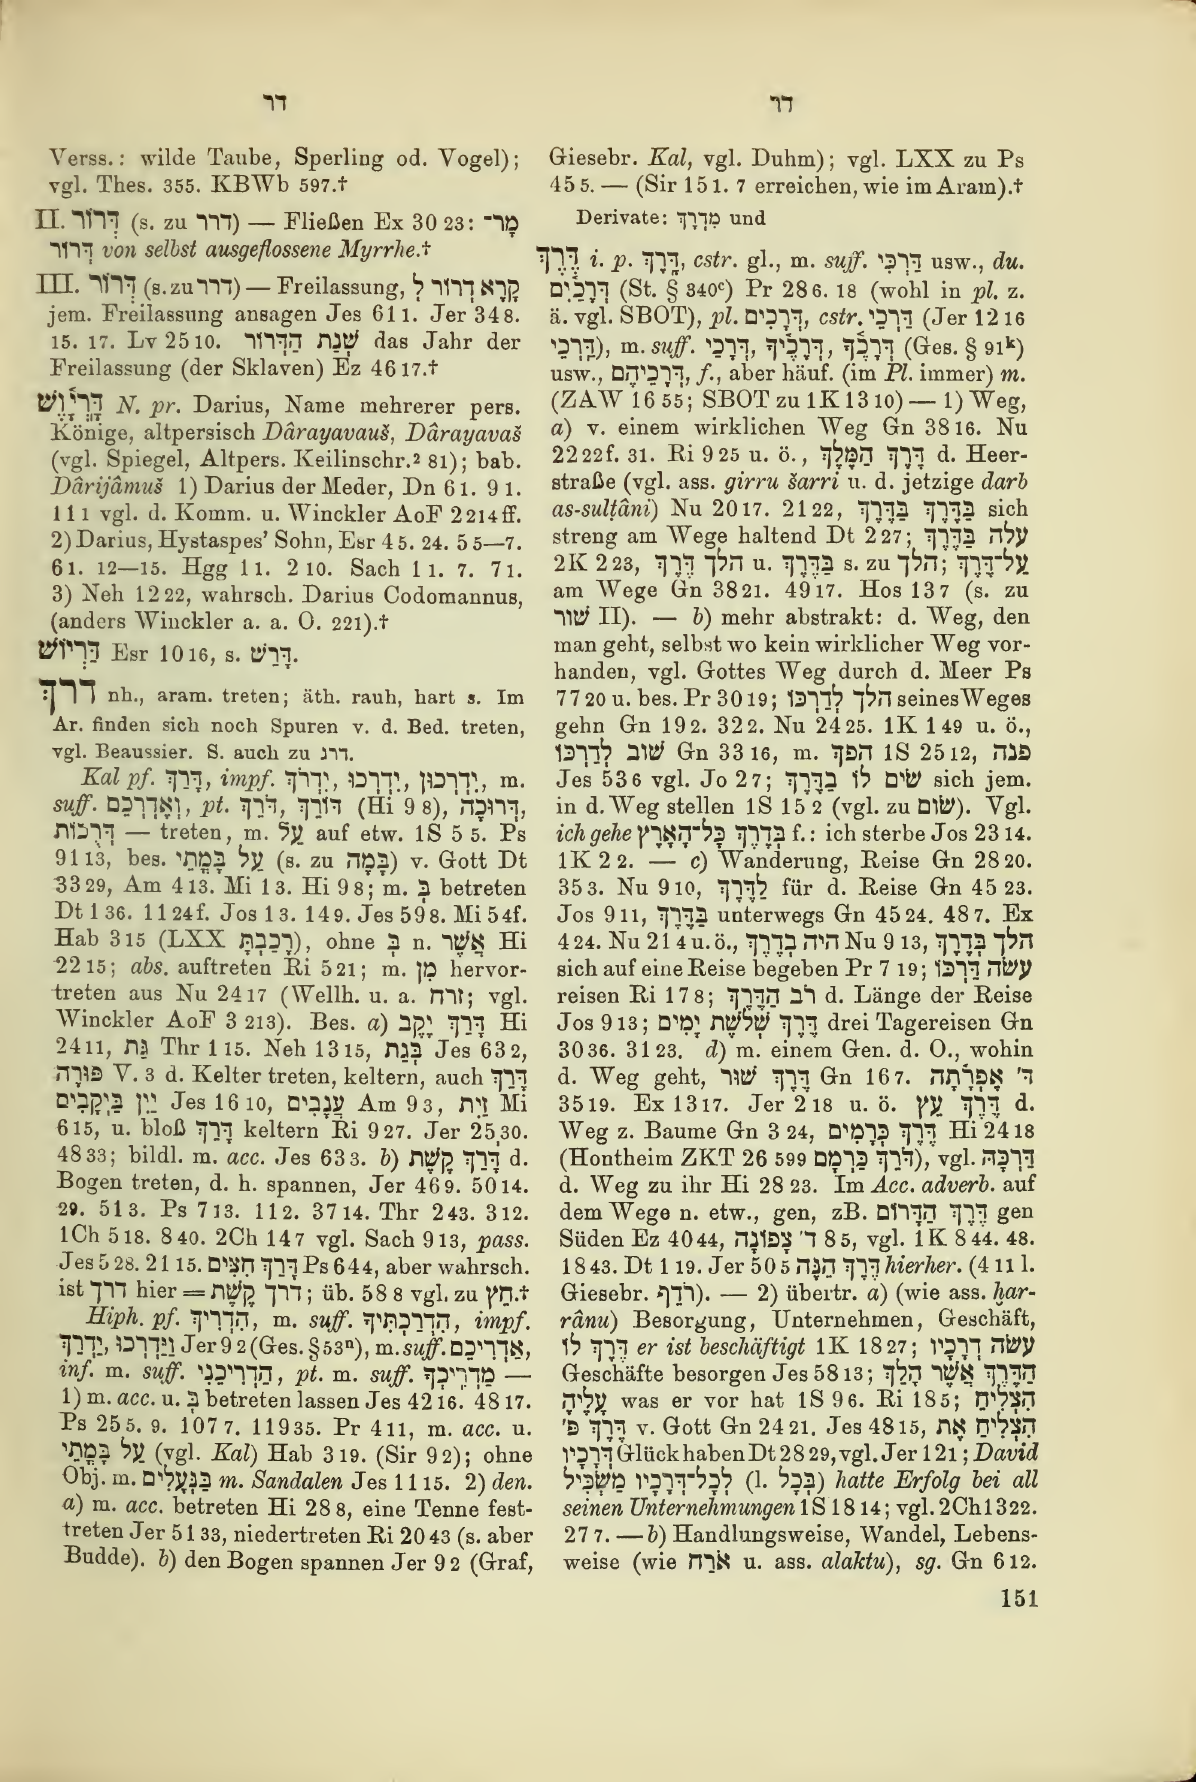 דר
דר
Verss.: wilde Taube, Sperling od. Vogel);
vgl. Thes. 355. KBWb 597.†
II. דְּרוֹר (s. zu דרר) — Fließen Ex 30 23: מָר־
דְּרוֹר von selbst ausgeflossene Myrrhe.†
III. דְּרוֹר (s. zu דרר) — Freilassung, קָרָא דְרוֹר לְ
jem. Freilassung ansagen Jes 61 1. Jer 34 8.
15. 17. Lv 25 10. שְׁנַת הַדְּרוֹר das Jahr der
Freilassung (der Sklaven) Ez 46 17.†
דָּרְיָוֶשׁ N. pr. Darius, Name mehrerer pers.
Könige, altpersisch Dârayavauš, Dârayavaš
(vgl. Spiegel, Altpers. Keilinschr.² 81); bab.
Dârijâmuš 1) Darius der Meder, Dn 6 1. 9 1.
11 1 vgl. d. Komm. u. Winckler AoF 2 214 ff.
2) Darius, Hystaspes’ Sohn, Esr 4 5. 24. 5 5—7.
6 1. 12—15. Hgg 1 1. 2 10. Sach 1 1. 7. 7 1.
3) Neh 12 22, wahrsch. Darius Codomannus,
(anders Winckler a. a. O. 221).†
דַּרְיוֹשׁ Esr 10 16, s. דָּרַשׁ.
דרך nh., aram. treten; äth. rauh, hart s. Im
Ar. finden sich noch Spuren v. d. Bed. treten,
vgl. Beaussier. S. auch zu דרג.
Kal pf. דָּרַךְ, impf. יִדְרֹךְ, יִדְרְכוּ, יִדְרְכוּן, m.
suff. וְאֶדְרְכֵם, pt. דֹּרֵךְ, דּוֹרֵךְ (Hi 9 8), דְּרוּכָה,
דְּרֻכוֹת — treten, m. עַל auf etw. 1S 5 5. Ps
91 13, bes. עַל בָּמֳתֵי (s. zu בָּמָה) v. Gott Dt
33 29, Am 4 13. Mi 1 3. Hi 9 8; m. בְּ betreten
Dt 1 36. 11 24 f. Jos 1 3. 14 9. Jes 59 8. Mi 5 4 f.
Hab 3 15 (LXX רָכַבְתָּ), ohne בְּ n. אֲשֶׁר Hi
22 15; abs. auftreten Ri 5 21; m. מִן hervor-
treten aus Nu 24 17 (Wellh. u. a. זרח; vgl.
Winckler AoF 3 213). Bes. a) דָּרַךְ יֶקֶב Hi
24 11, גַּת Thr 1 15. Neh 13 15, בְּגַת Jes 63 2,
פּוּרָה V. 3 d. Kelter treten, keltern, auch דָּרַךְ
יַיִן בַּיְקָבִים Jes 16 10, עֲנָבִים Am 9 3, זַיִת Mi
6 15, u. bloß דָּרַךְ keltern Ri 9 27. Jer 25,30.
48 33; bildl. m. acc. Jes 63 3. b) דָּרַךְ קֶשֶׁת d.
Bogen treten, d. h. spannen, Jer 46 9. 50 14.
29. 51 3. Ps 7 13. 11 2. 37 14. Thr 2 43. 3 12.
1Ch 5 18. 8 40. 2Ch 14 7 vgl. Sach 9 13, pass.
Jes 5 28. 21 15. דָּרַךְ חִצִּים Ps 64 4, aber wahrsch.
ist דרך hier = דרך קֶשֶׁת; üb. 58 8 vgl. zu חֵץ.†
Hiph. pf. הִדְרִיךְ, m. suff. הִדְרַכְתִּיךָ, impf.
יַדְרֵךְ, וַיַּדְרְכוּ Jer 9 2 (Ges. § 53ⁿ), m. suff. אַדְרִיכֵם,
inf. m. suff. הַדְרִיכֵנִי, pt. m. suff. מַדְרִיכְךָ —
1) m. acc. u. בְּ betreten lassen Jes 42 16. 48 17.
Ps 25 5. 9. 107 7. 119 35. Pr 4 11, m. acc. u.
עַל בָּמֳתֵי (vgl. Kal) Hab 3 19. (Sir 9 2); ohne
Obj. m. בַּנְּעָלִים m. Sandalen Jes 11 15. 2) den.
a) m. acc. betreten Hi 28 8, eine Tenne fest-
treten Jer 51 33, niedertreten Ri 20 43 (s. aber
Budde). b) den Bogen spannen Jer 9 2 (Graf,
Giesebr. Kal, vgl. Duhm); vgl. LXX zu Ps
45 5. — (Sir 15 1. 7 erreichen, wie im Aram).†
Derivate: מִדְרָךְ und
דֶּרֶךְ i. p. דָּרֶךְ, cstr. gl., m. suff. דַּרְכִּי usw., du.
דְּרָכַיִם (St. § 340ᶜ) Pr 28 6. 18 (wohl in pl. z.
ä. vgl. SBOT), pl. דְּרָכִים, cstr. דַּרְכֵי (Jer 12 16
דַּֽרְכֵי), m. suff. דְּרָכַי, דְּרָכֶיךָ, דְּרָכֶךָ (Ges. § 91ᵏ)
usw., דַּרְכֵיהֶם, f., aber häuf. (im Pl. immer) m.
(ZAW 16 55; SBOT zu 1K 13 10) — 1) Weg,
a) v. einem wirklichen Weg Gn 38 16. Nu
22 22 f. 31. Ri 9 25 u. ö., דֶּרֶךְ הַמֶּלֶךְ d. Heer-
straße (vgl. ass. girru šarri u. d. jetzige darb
as-sulṭâni) Nu 20 17. 21 22, בַּדֶּרֶךְ בַּדֶּרֶךְ sich
streng am Wege haltend Dt 2 27; עלה בַדֶּרֶךְ
2K 2 23, הלך דֶּרֶךְ u. בַּדֶּרֶךְ s. zu הלך; עַל־דֶּרֶךְ
am Wege Gn 38 21. 49 17. Hos 13 7 (s. zu
שׁור II). — b) mehr abstrakt: d. Weg, den
man geht, selbst wo kein wirklicher Weg vor-
handen, vgl. Gottes Weg durch d. Meer Ps
77 20 u. bes. Pr 30 19; הלך לְדַרְכּוֹ seines Weges
gehn Gn 19 2. 32 2. Nu 24 25. 1K 1 49 u. ö.,
שׁוּב לְדַרְכּוֹ Gn 33 16, m. הפך 1S 25 12, פנה
Jes 53 6 vgl. Jo 2 7; שִׂים לוֹ בַדֶּרֶךְ sich jem.
in d. Weg stellen 1S 15 2 (vgl. zu שׂוּם). Vgl.
ich gehe בְּדֶרֶךְ כָּל־הָאָרֶץ f.: ich sterbe Jos 23 14.
1K 2 2. — c) Wanderung, Reise Gn 28 20.
35 3. Nu 9 10, לַדֶּרֶךְ für d. Reise Gn 45 23.
Jos 9 11, בַּדֶּרֶךְ unterwegs Gn 45 24. 48 7. Ex
4 24. Nu 21 4 u. ö., היה בְדֶרֶךְ Nu 9 13, הלך בְּדֶרֶךְ
sich auf eine Reise begeben Pr 7 19; עשׂה דַרְכּוֹ
reisen Ri 17 8; רֹב הַדֶּרֶךְ d. Länge der Reise
Jos 9 13; דֶּרֶךְ שְׁלֹשֶׁת יָמִים drei Tagereisen Gn
30 36. 31 23. d) m. einem Gen. d. O., wohin
d. Weg geht, דֶּרֶךְ שׁוּר Gn 16 7. ד׳ אֶפְרָתָה
35 19. Ex 13 17. Jer 2 18 u. ö. דֶּרֶךְ עֵץ d.
Weg z. Baume Gn 3 24, דֶּרֶךְ כְּרָמִים Hi 24 18
(Hontheim ZKT 26 599 דֹּרֵךְ כַּרְמָם), vgl. דַּרְכָּהּ
d. Weg zu ihr Hi 28 23. Im Acc. adverb. auf
dem Wege n. etw., gen, zB. דֶּרֶךְ הַדָּרוֹם gen
Süden Ez 40 44, ד׳ צָפוֹנָה 8 5, vgl. 1K 8 44. 48.
18 43. Dt 1 19. Jer 50 5 דֶּרֶךְ הֵנָּה hierher. (4 11 l.
Giesebr. רֹדֵף). — 2) übertr. a) (wie ass. ḫar-
rânu) Besorgung, Unternehmen, Geschäft,
דֶּרֶךְ לוֹ er ist beschäftigt 1K 18 27; עשׂה דְרָכָיו
Geschäfte besorgen Jes 58 13; הַדֶּרֶךְ אֲשֶׁר הָלַךְ
עָלֶיהָ was er vor hat 1S 9 6. Ri 18 5; הִצְלִיחַ
דֶּרֶךְ פ׳ v. Gott Gn 24 21. Jes 48 15, הִצְלִיחַ אֶת
דְּרָכָיו Glück haben Dt 28 29, vgl. Jer 12 1; David
לְכָל־דְּרָכָיו מַשְׂכִּיל (l. בְּכָל) hatte Erfolg bei all
seinen Unternehmungen 1S 18 14; vgl. 2Ch 13 22.
27 7. — b) Handlungsweise, Wandel, Lebens-
weise (wie אֹרַח u. ass. alaktu), sg. Gn 6 12.
151